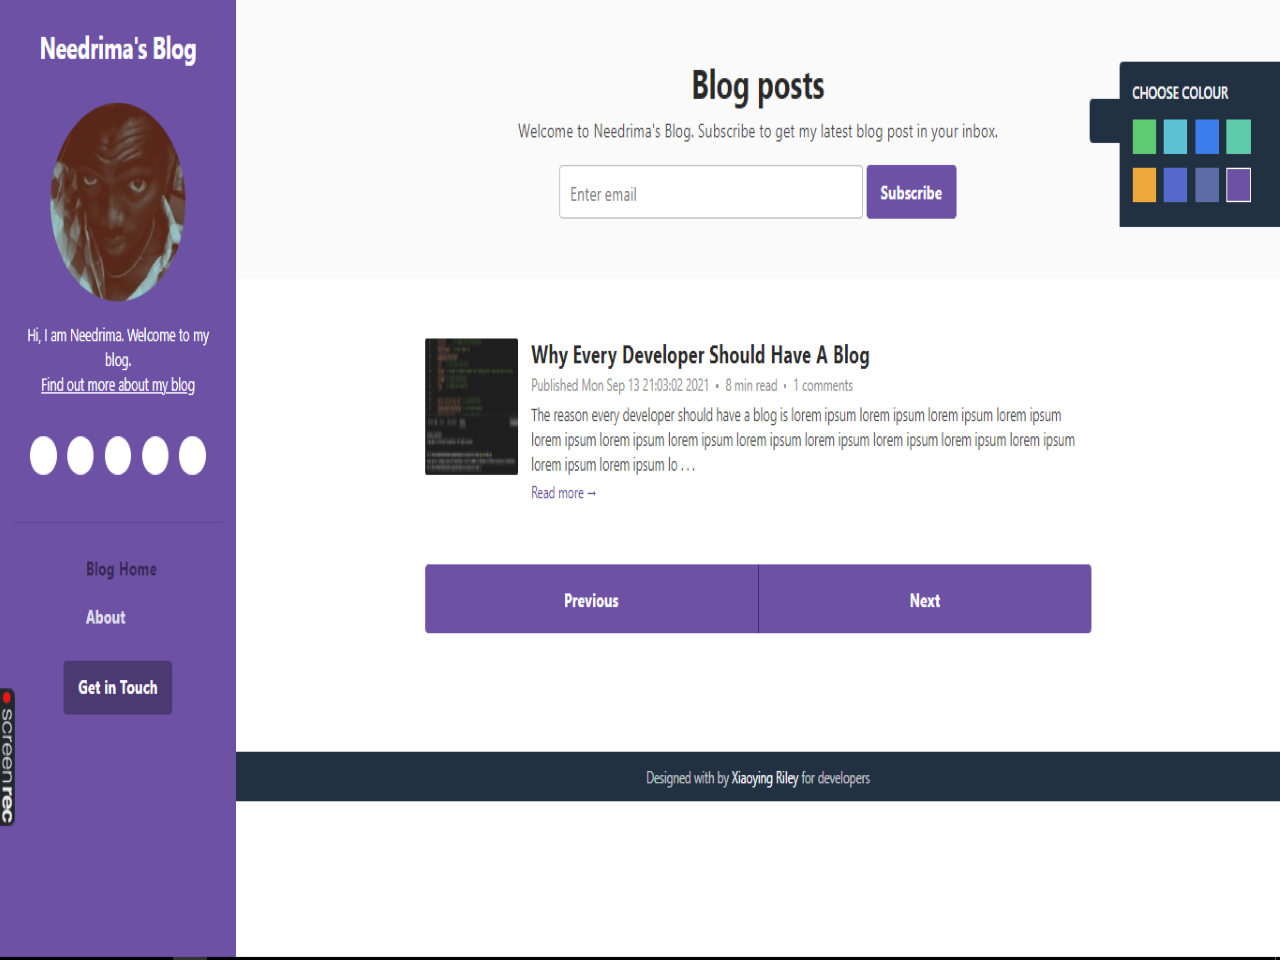 Needrima's Blog
Hi, I am Needrima. Welcome to my
blog.
Find out more about my blog
Blog Home
About
Get in Touch
screenrec
Blog posts
Welcome to Needrima's Blog. Subscribe to get my latest blog post in your inbox.
Enter email
Subscribe
CHOOSE COLOUR
Why Every Developer Should Have A Blog
Published Mon Sep 13 21:03:02 2021 • 8 min read • 1 comments
The reason every developer should have a blog is lorem ipsum lorem ipsum lorem ipsum lorem ipsum
lorem ipsum lorem ipsum lorem ipsum lorem ipsum lorem ipsum lorem ipsum lorem ipsum lorem ipsum
lorem ipsum lorem ipsum lo . . .
Read more →
Previous
Next
Designed with by Xiaoying Riley for developers